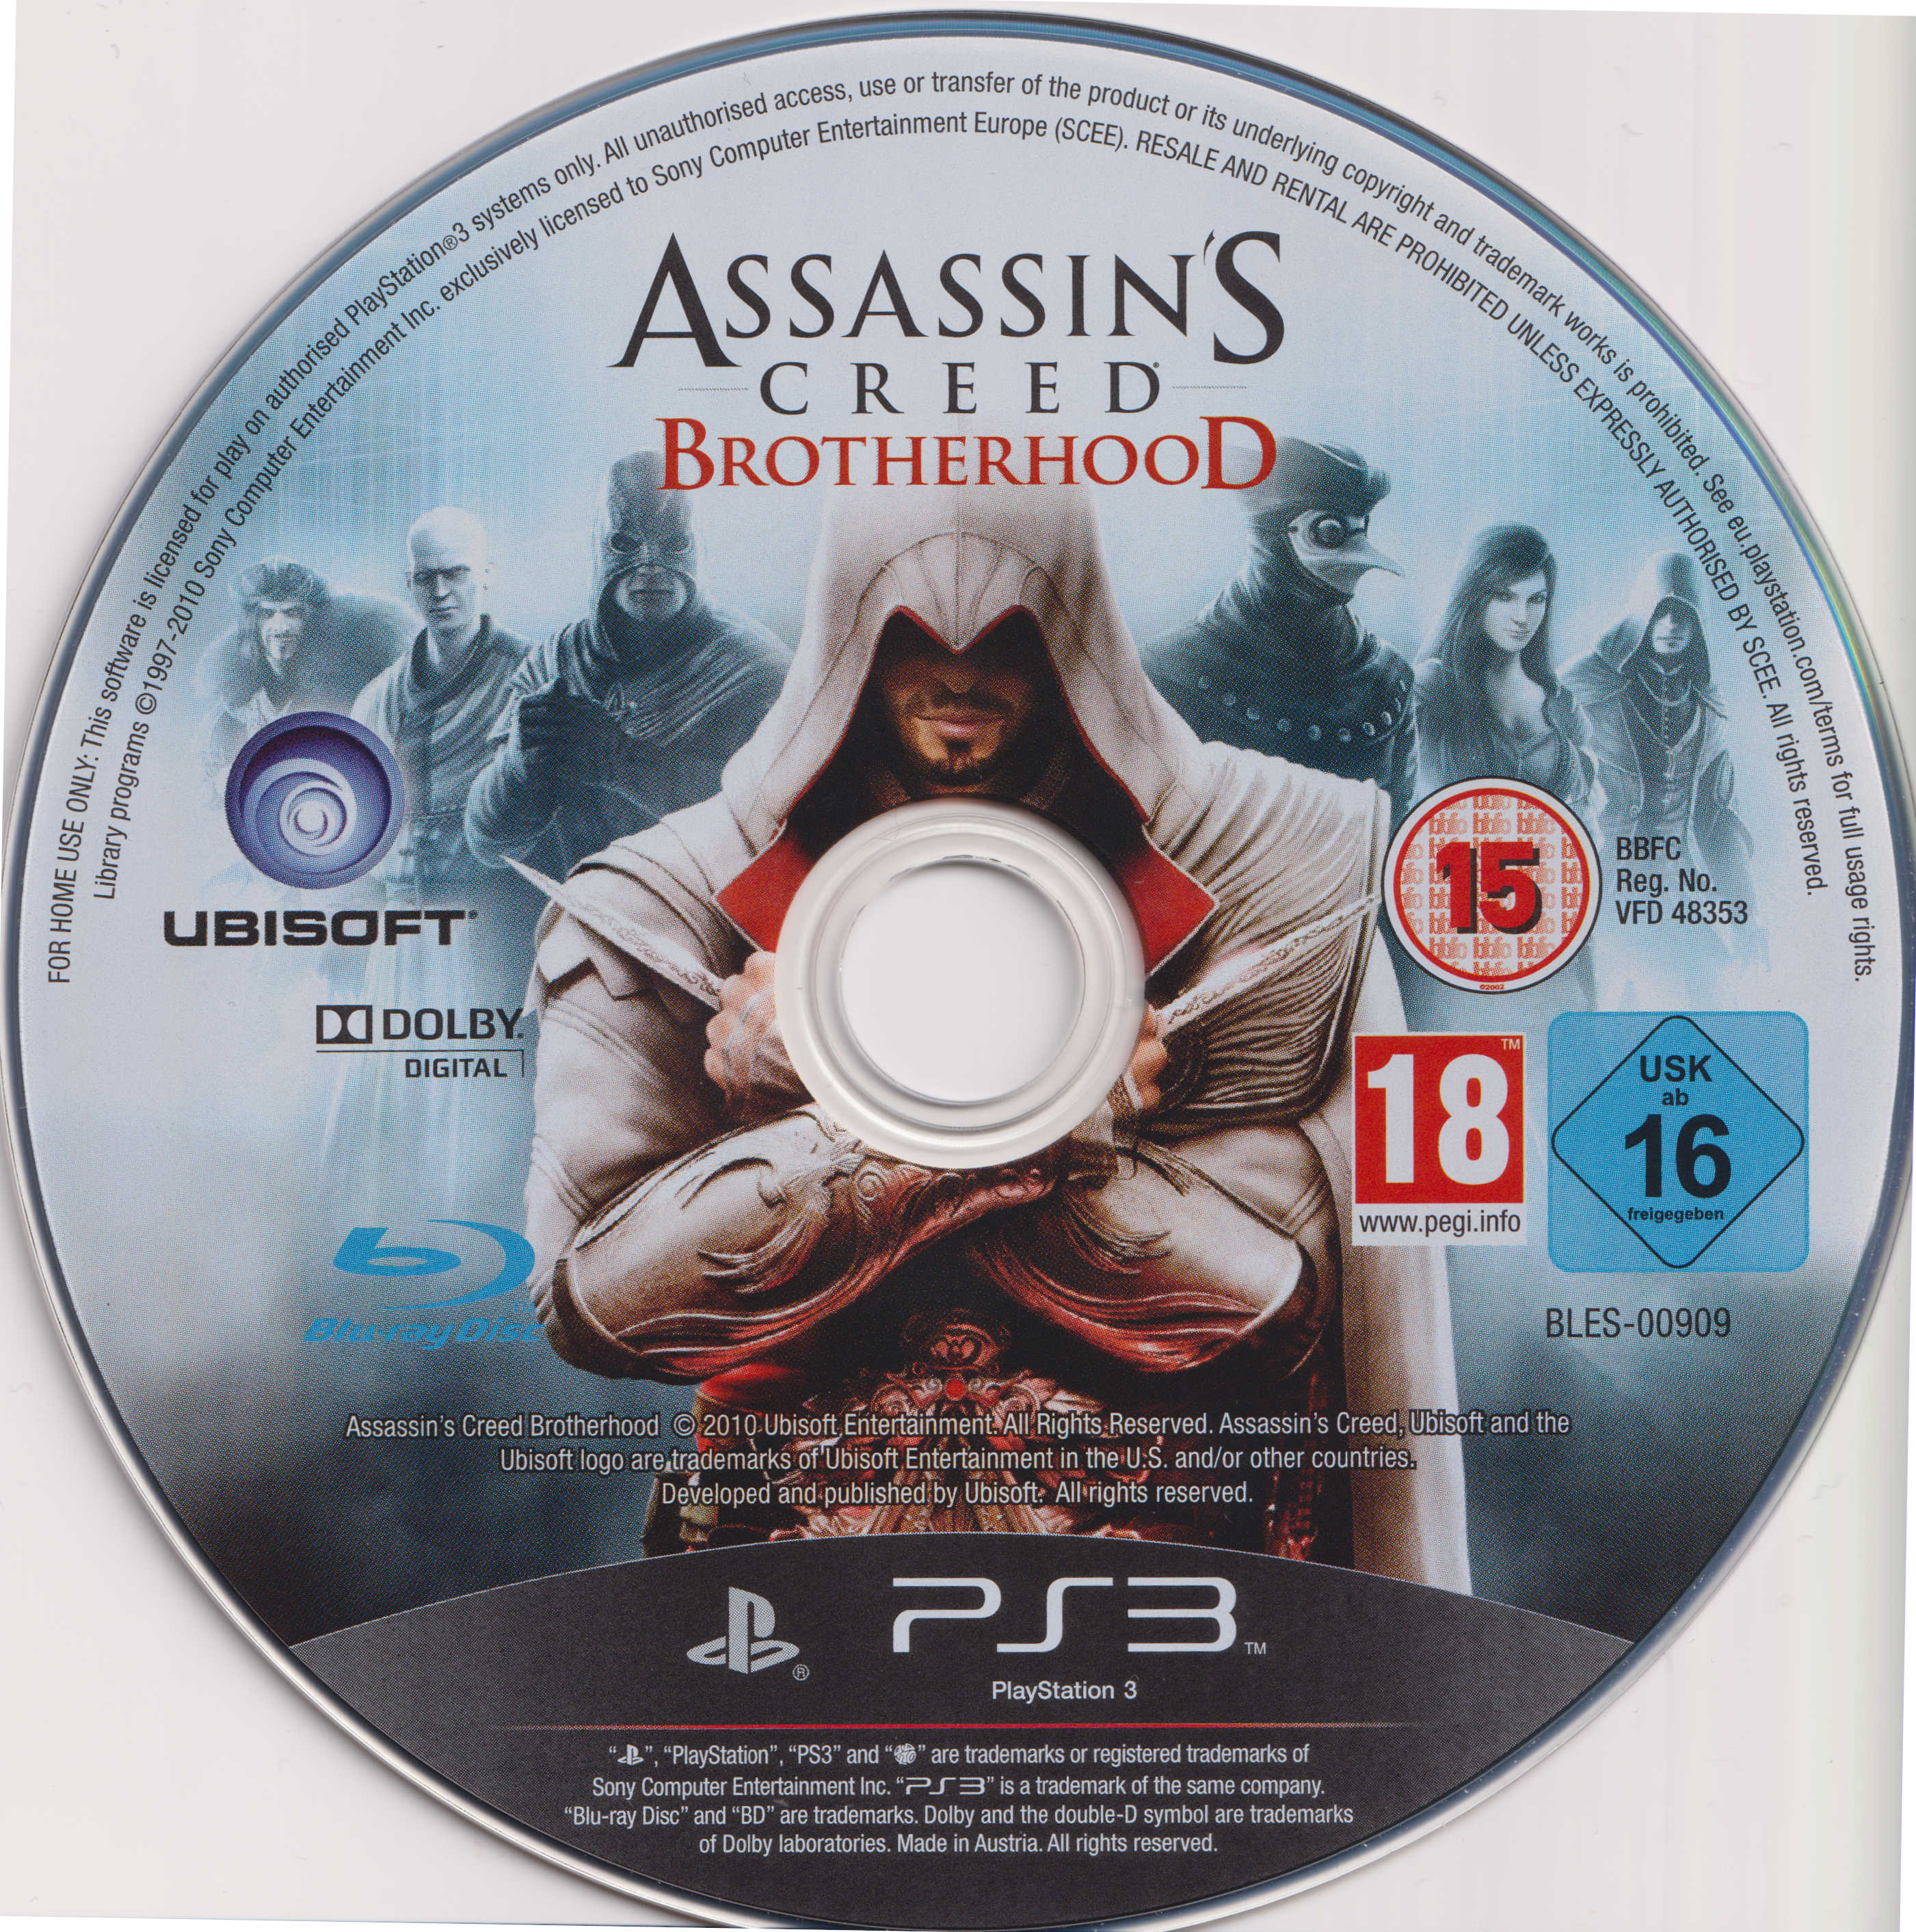 FOR HOME USE ONLY: This software is licensed for play on authorised PlayStation®3 systems only. All unauthorised access, use or transfer of the product or its underlying copyright and trademark works is prohibited. See eu.playstation.com/terms for full usage rights.
Library programs ©1997-2010 Sony Computer Entertainment Inc. exclusively licensed to Sony Computer Entertainment Europe (SCEE). RESALE AND RENTAL ARE PROHIBITED UNLESS EXPRESSLY AUTHORISED BY SCEE. All rights reserved.
ASSASSIN'S
CREED®
BROTHERHOOD
UBISOFT®
15
bbfc
©2002
BBFC
Reg. No.
VFD 48353
DOLBY®
DIGITAL
18™
www.pegi.info
USK
ab
16
freigegeben
Blu-ray Disc
BLES-00909
Assassin's Creed Brotherhood © 2010 Ubisoft Entertainment. All Rights Reserved. Assassin's Creed, Ubisoft and the
Ubisoft logo are trademarks of Ubisoft Entertainment in the U.S. and/or other countries.
Developed and published by Ubisoft. All rights reserved.
® PS3™
PlayStation 3
“ ”, “PlayStation”, “PS3” and “ ” are trademarks or registered trademarks of
Sony Computer Entertainment Inc. “PS3” is a trademark of the same company.
“Blu-ray Disc” and “BD” are trademarks. Dolby and the double-D symbol are trademarks
of Dolby laboratories. Made in Austria. All rights reserved.